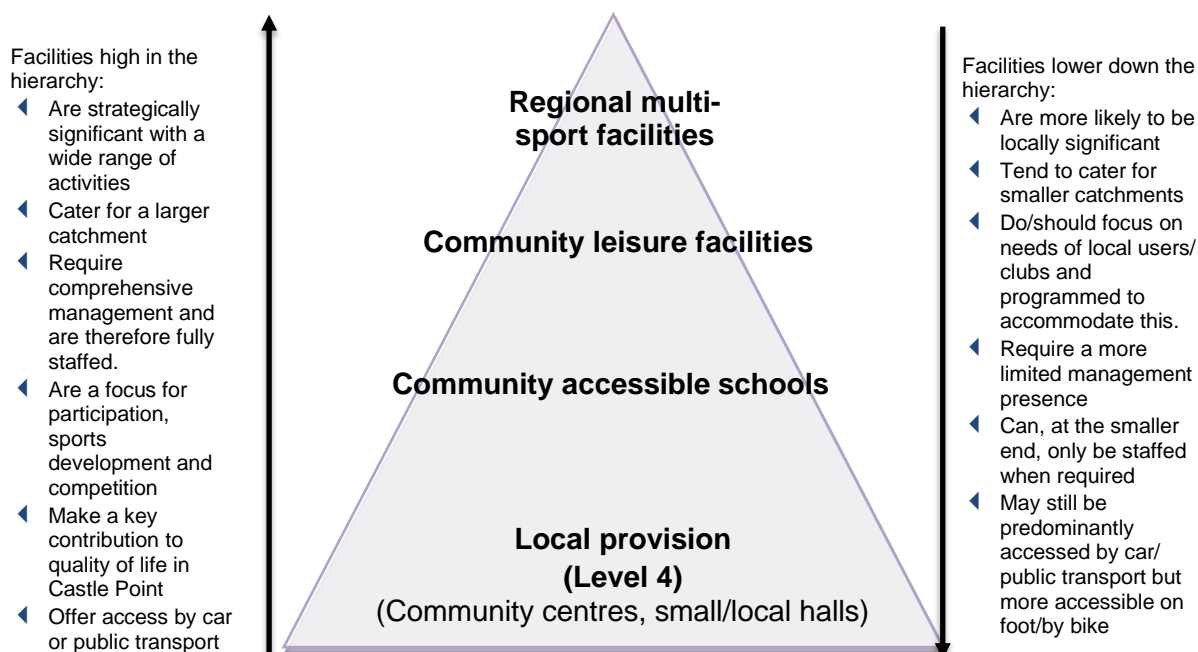 Facilities high in the
hierarchy:
Are strategically
significant with a
wide range of
activities
Cater for a larger
catchment
Require
comprehensive
management and
are therefore fully
staffed.
Are a focus for
participation,
sports
development and
competition
Make a key
contribution to
quality of life in
Castle Point
Offer access by car
or public transport
Regional multi-
sport facilities
Community leisure facilities
Community accessible schools
Local provision
(Level 4)
(Community centres, small/local halls)
Facilities lower down the
hierarchy:
Are more likely to be
locally significant
Tend to cater for
smaller catchments
Do/should focus on
needs of local users/
clubs and
programmed to
accommodate this.
Require a more
limited management
presence
Can, at the smaller
end, only be staffed
when required
May still be
predominantly
accessed by car/
public transport but
more accessible on
foot/by bike